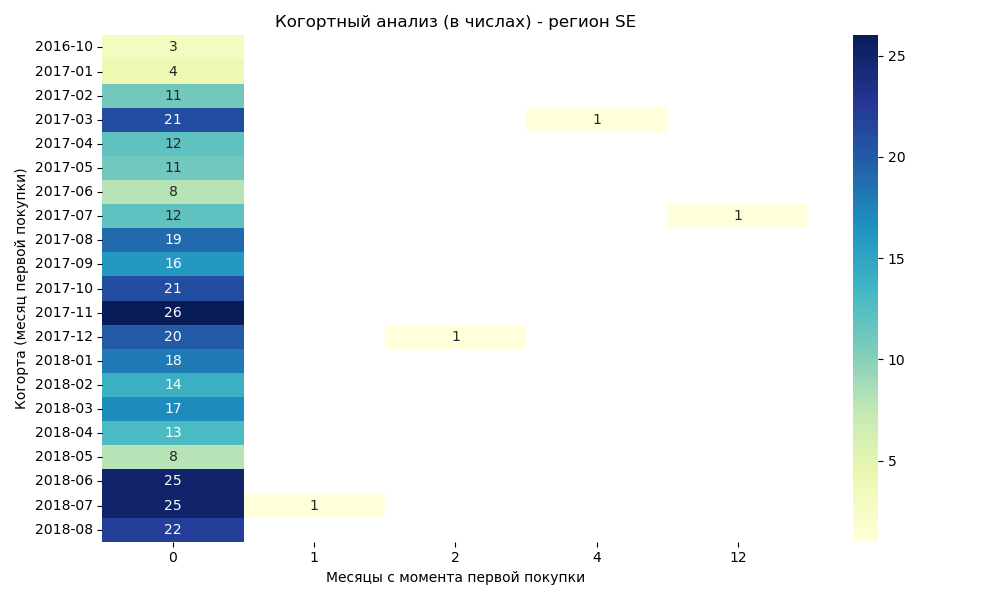 Когортный анализ (в числах) - регион SE
Когорта (месяц первой покупки)
2016-10 3
2017-01 4
2017-02 11
2017-03 21 1
2017-04 12
2017-05 11
2017-06 8
2017-07 12 1
2017-08 19
2017-09 16
2017-10 21
2017-11 26
2017-12 20 1
2018-01 18
2018-02 14
2018-03 17
2018-04 13
2018-05 8
2018-06 25
2018-07 25 1
2018-08 22
0 1 2 4 12
Месяцы с момента первой покупки
25
20
15
10
5